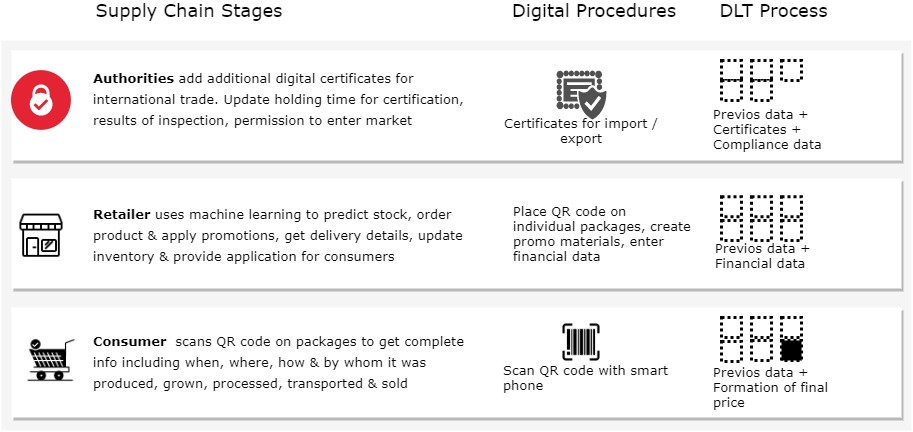 Supply Chain Stages Digital Procedures DLT Process
Authorities add additional digital certificates for
international trade. Update holding time for certification,
results of inspection, permission to enter market
Certificates for import /
export
Previos data +
Certificates +
Compliance data
Retailer uses machine learning to predict stock, order
product & apply promotions, get delivery details, update
inventory & provide application for consumers
Place QR code on
individual packages, create
promo materials, enter
financial data
Previos data +
Financial data
Consumer scans QR code on packages to get complete
info including when, where, how & by whom it was
produced, grown, processed, transported & sold
Scan QR code with smart
phone
Previos data +
Formation of final
price